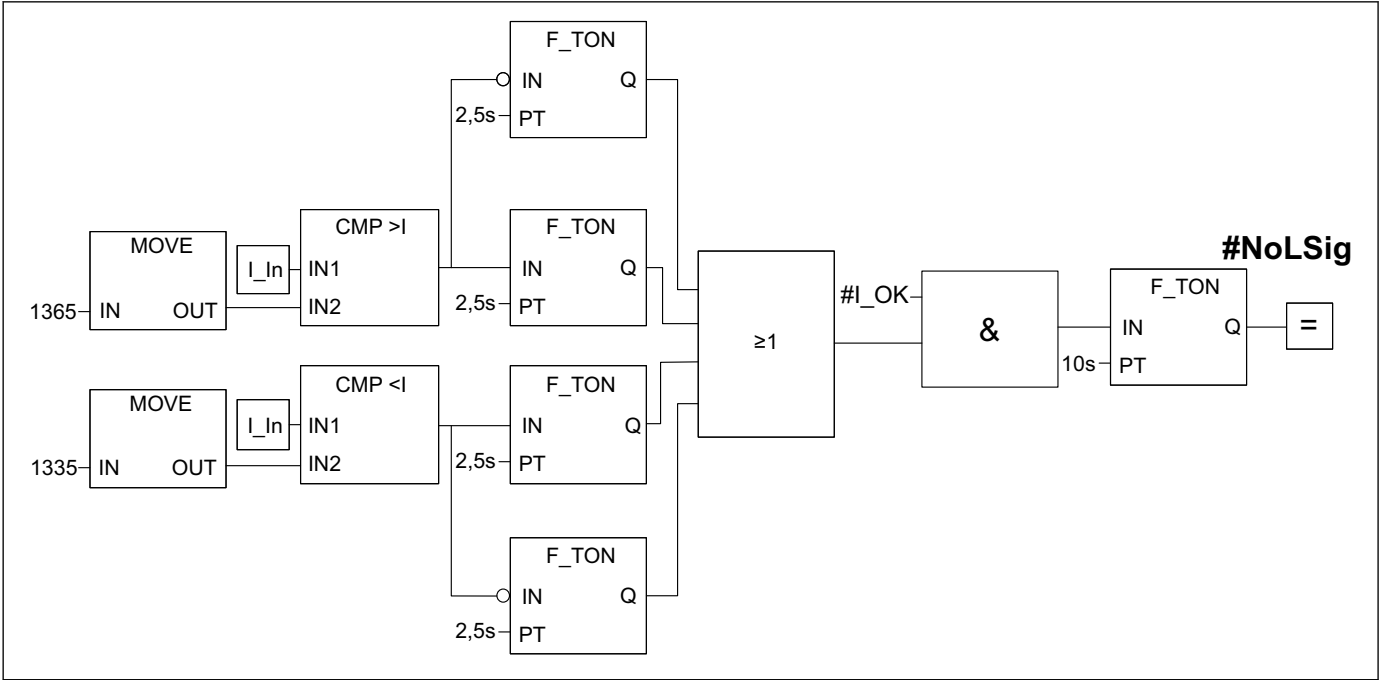 F_TON
IN Q
2,5s PT
MOVE
1365 IN OUT
CMP >I
I_In IN1
IN2
F_TON
IN Q
2,5s PT
MOVE
1335 IN OUT
CMP <I
I_In IN1
IN2
F_TON
IN Q
2,5s PT
F_TON
IN Q
2,5s PT
≥1
#I_OK
&
#NoLSig
F_TON
IN Q
10s PT
=